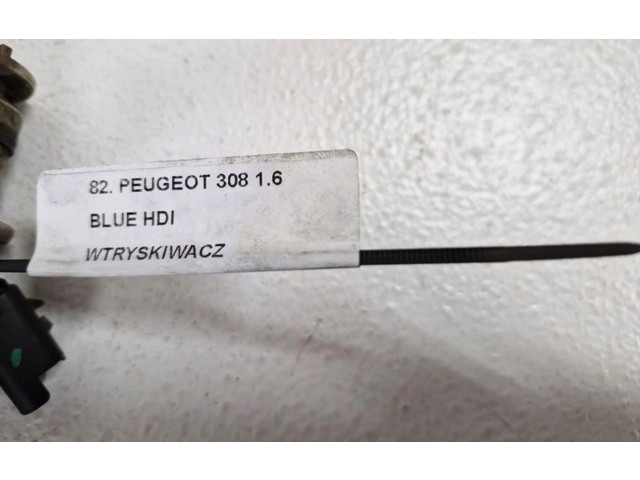 82. PEUGEOT 308 1.6
BLUE HDI
WTRYSKIWACZ